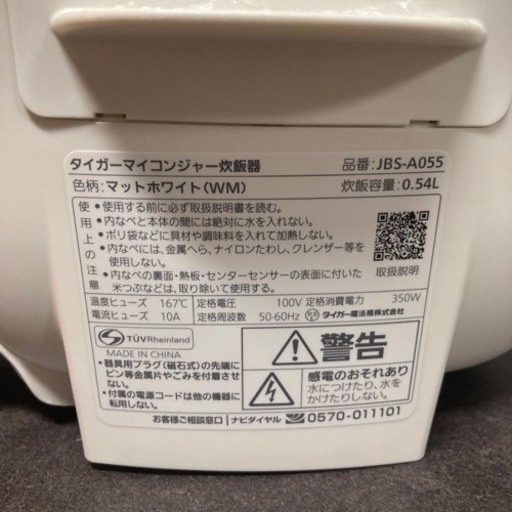 タイガーマイコンジャー炊飯器 品番: JBS-A055
色柄: マットホワイト(WM) 炊飯容量: 0.54L
使用上の注意
• 使用する前に必ず取扱説明書を読む。
• 内なべと本体の間には絶対に水を入れない。
• ポリ袋などに具材や調味料を入れて加熱しない。
• 内なべには、金属へら、ナイロンたわし、クレンザー等を
使用しない。
• 内なべの裏面・熱板・センターセンサーの表面に付いた
米つぶなどは、取り除いて使用する。
取扱説明
温度ヒューズ 167℃ 定格電圧 100V 定格消費電力 350W
電流ヒューズ 10A 定格周波数 50-60Hz タイガー魔法瓶株式会社
TÜVRheinland
MADE IN CHINA
• 器具用プラグ(磁石式)の先端に
ピン等金属片やごみを付着させ
ない。
• 付属の電源コードは他の機器に
転用しない。
警告
感電のおそれあり
水につけたり、水を
かけたりしない。
お客様ご相談窓口 ナビダイヤル 0570-011101